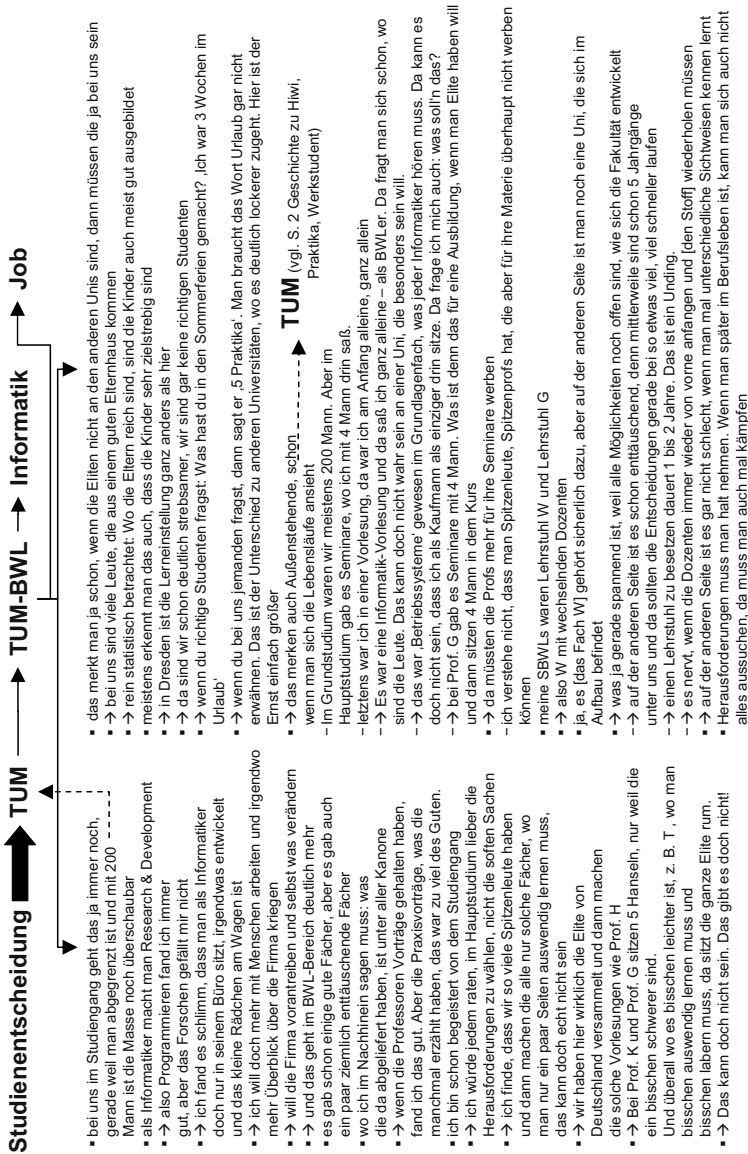 Studienentscheidung → TUM → TUM-BWL → Informatik → Job
▪ bei uns im Studiengang geht das ja immer noch,
gerade weil man abgegrenzt ist und mit 200
Mann ist die Masse noch überschaubar
▪ als Informatiker macht man Research & Development
▪ → also Programmieren fand ich immer
gut, aber das Forschen gefällt mir nicht
▪ → ich fand es schlimm, dass man als Informatiker
doch nur in seinem Büro sitzt, irgendwas entwickelt
und das kleine Rädchen am Wagen ist
▪ → ich will doch mehr mit Menschen arbeiten und irgendwo
mehr Überblick über die Firma kriegen
▪ → will die Firma vorantreiben und selbst was verändern
▪ → und das geht im BWL-Bereich deutlich mehr
▪ es gab schon einige gute Fächer, aber es gab auch
ein paar ziemlich enttäuschende Fächer
▪ wo ich im Nachhinein sagen muss: was
die da abgeliefert haben, ist unter aller Kanone
▪ → wenn die Professoren Vorträge gehalten haben,
fand ich das gut. Aber die Praxisvorträge, was die
manchmal erzählt haben, das war zu viel des Guten.
▪ ich bin schon begeistert von dem Studiengang
▪ → ich würde jedem raten, im Hauptstudium lieber die
Herausforderungen zu wählen, nicht die soften Sachen
▪ → ich finde, dass wir so viele Spitzenleute haben
und dann machen die alle nur solche Fächer, wo
man nur ein paar Seiten auswendig lernen muss,
das kann doch echt nicht sein
▪ → wir haben hier wirklich die Elite von
Deutschland versammelt und dann machen
die solche Vorlesungen wie Prof. H
▪ → Bei Prof. K und Prof. G sitzen 5 Hanseln, nur weil die
ein bisschen schwerer sind.
Und überall wo es bisschen leichter ist, z. B. T , wo man
bisschen auswendig lernen muss und
bisschen labern muss, da sitzt die ganze Elite rum.
▪ → Das kann doch nicht sein. Das gibt es doch nicht!
▪ das merkt man ja schon, wenn die Eliten nicht an den anderen Unis sind, dann müssen die ja bei uns sein
▪ → bei uns sind viele Leute, die aus einem guten Elternhaus kommen
▪ → rein statistisch betrachtet: Wo die Eltern reich sind, sind die Kinder auch meist gut ausgebildet
▪ meistens erkennt man das auch, dass die Kinder sehr zielstrebig sind
▪ → in Dresden ist die Lerneinstellung ganz anders als hier
▪ → da sind wir schon deutlich strebsamer, wir sind gar keine richtigen Studenten
▪ → wenn du richtige Studenten fragst: Was hast du in den Sommerferien gemacht? ‚Ich war 3 Wochen im
Urlaub‘
▪ → wenn du bei uns jemanden fragst, dann sagt er ‚5 Praktika‘. Man braucht das Wort Urlaub gar nicht
erwähnen. Das ist der Unterschied zu anderen Universitäten, wo es deutlich lockerer zugeht. Hier ist der
Ernst einfach größer
▪ → das merken auch Außenstehende, schon
wenn man sich die Lebensläufe ansieht
TUM (vgl. S. 2 Geschichte zu Hiwi,
Praktika, Werkstudent)
– Im Grundstudium waren wir meistens 200 Mann. Aber im
Hauptstudium gab es Seminare, wo ich mit 4 Mann drin saß,
– letztens war ich in einer Vorlesung, da war ich am Anfang alleine, ganz allein
– → Es war eine Informatik-Vorlesung und da saß ich ganz alleine – als BWLer. Da fragt man sich schon, wo
sind die Leute. Das kann doch nicht wahr sein an einer Uni, die besonders sein will.
– → das war ‚Betriebssysteme‘ gewesen im Grundlagenfach, was jeder Informatiker hören muss. Da kann es
doch nicht sein, dass ich als Kaufmann als einziger drin sitze. Da frage ich mich auch: was soll'n das?
– → bei Prof. G gab es Seminare mit 4 Mann. Was ist denn das für eine Ausbildung, wenn man Elite haben will
und dann sitzen 4 Mann in dem Kurs
▪ → da müssten die Profs mehr für ihre Seminare werben
– ich verstehe nicht, dass man Spitzenleute, Spitzenprofs hat, die aber für ihre Materie überhaupt nicht werben
können
▪ meine SBWLs waren Lehrstuhl W und Lehrstuhl G
▪ → also W mit wechselnden Dozenten
▪ ja, es [das Fach W] gehört sicherlich dazu, aber auf der anderen Seite ist man noch eine Uni, die sich im
Aufbau befindet
▪ → was ja gerade spannend ist, weil alle Möglichkeiten noch offen sind, wie sich die Fakultät entwickelt
– → auf der anderen Seite ist es schon enttäuschend, denn mittlerweile sind schon 5 Jahrgänge
unter uns und da sollten die Entscheidungen gerade bei so etwas viel, viel schneller laufen
– → einen Lehrstuhl zu besetzen dauert 1 bis 2 Jahre. Das ist ein Unding.
– → es nervt, wenn die Dozenten immer wieder von vorne anfangen und [den Stoff] wiederholen müssen
▪ → auf der anderen Seite ist es gar nicht schlecht, wenn man mal unterschiedliche Sichtweisen kennen lernt
▪ Herausforderungen muss man halt nehmen. Wenn man später im Berufsleben ist, kann man sich auch nicht
alles aussuchen, da muss man auch mal kämpfen